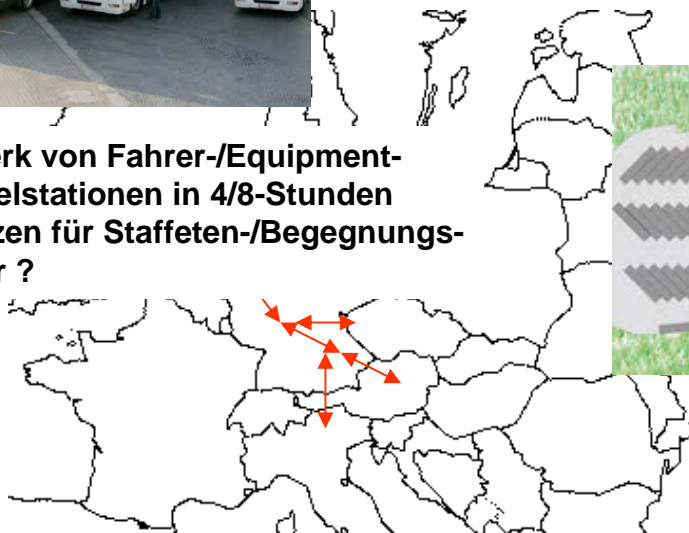 erk von Fahrer-/Equipment-
elstationen in 4/8-Stunden
zen für Staffeten-/Begegnungs-
r ?